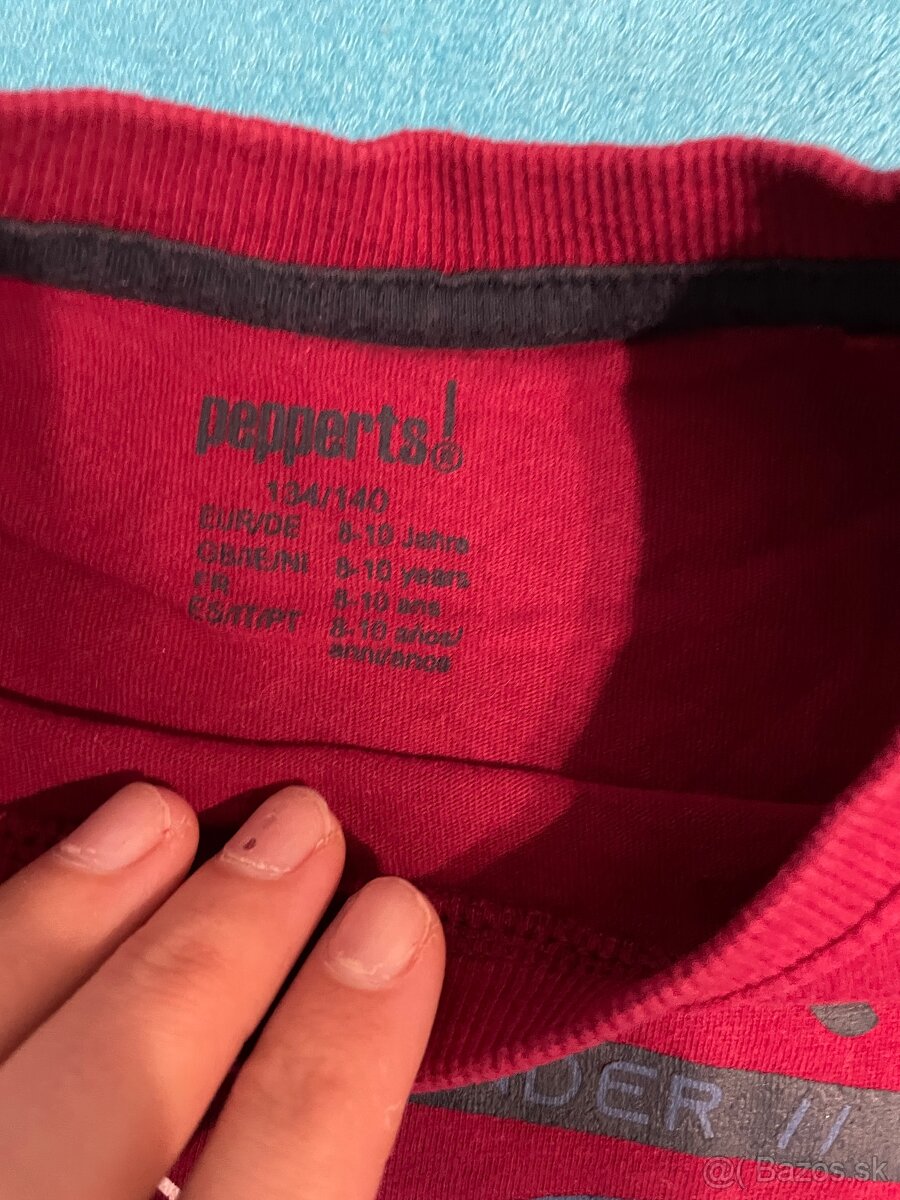 pepperts!®
134/140
EUR/DE 8-10 Jahre
GB/IE/NI 8-10 years
FR 8-10 ans
ES/IT/PT 8-10 años/
anni/anos
DER //
@( Bazos.sk